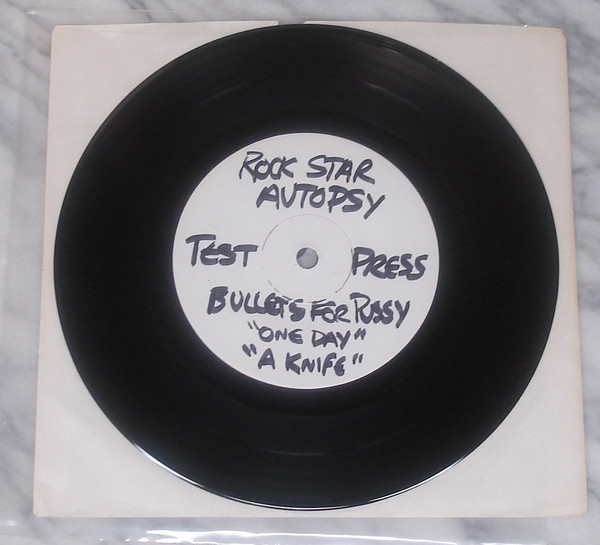 ROCK STAR
AUTOPSY
TEST PRESS
BULLETS FOR PUSSY
"ONE DAY"
"A KNIFE"